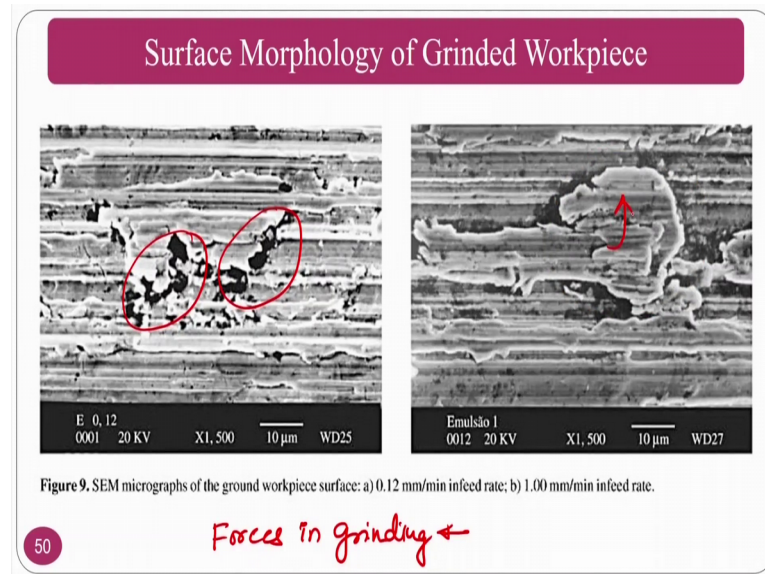 Surface Morphology of Grinded Workpiece
E 0, 12
0001 20 KV X1, 500 10 µm WD25
Emulsão 1
0012 20 KV X1, 500 10 µm WD27
Figure 9. SEM micrographs of the ground workpiece surface: a) 0.12 mm/min infeed rate; b) 1.00 mm/min infeed rate.
Forces in grinding
50